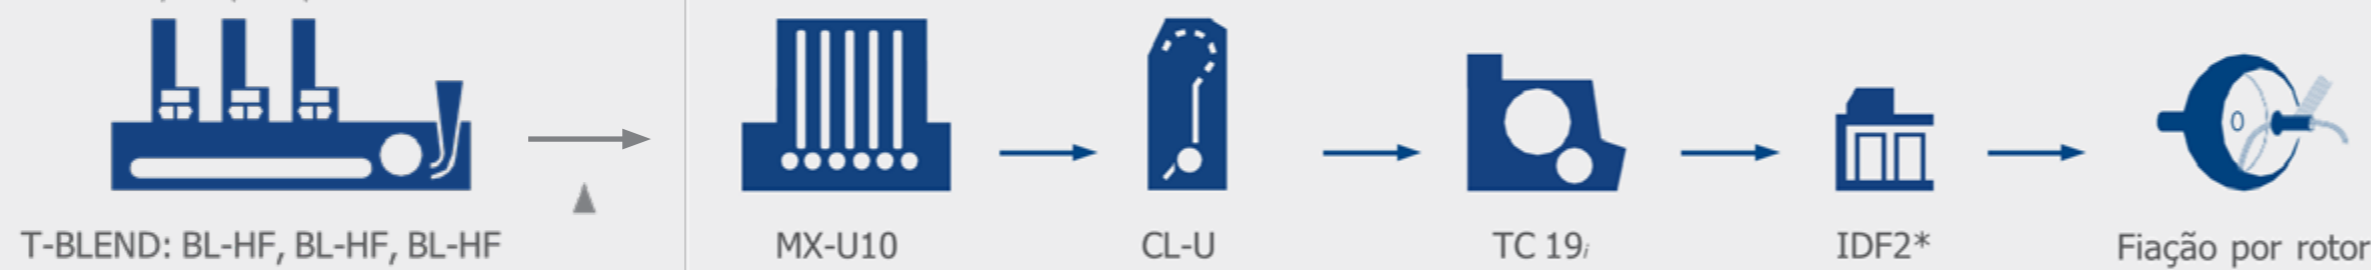 T-BLEND: BL-HF, BL-HF, BL-HF
MX-U10
CL-U
TC 19i
IDF2*
Fiação por rotor